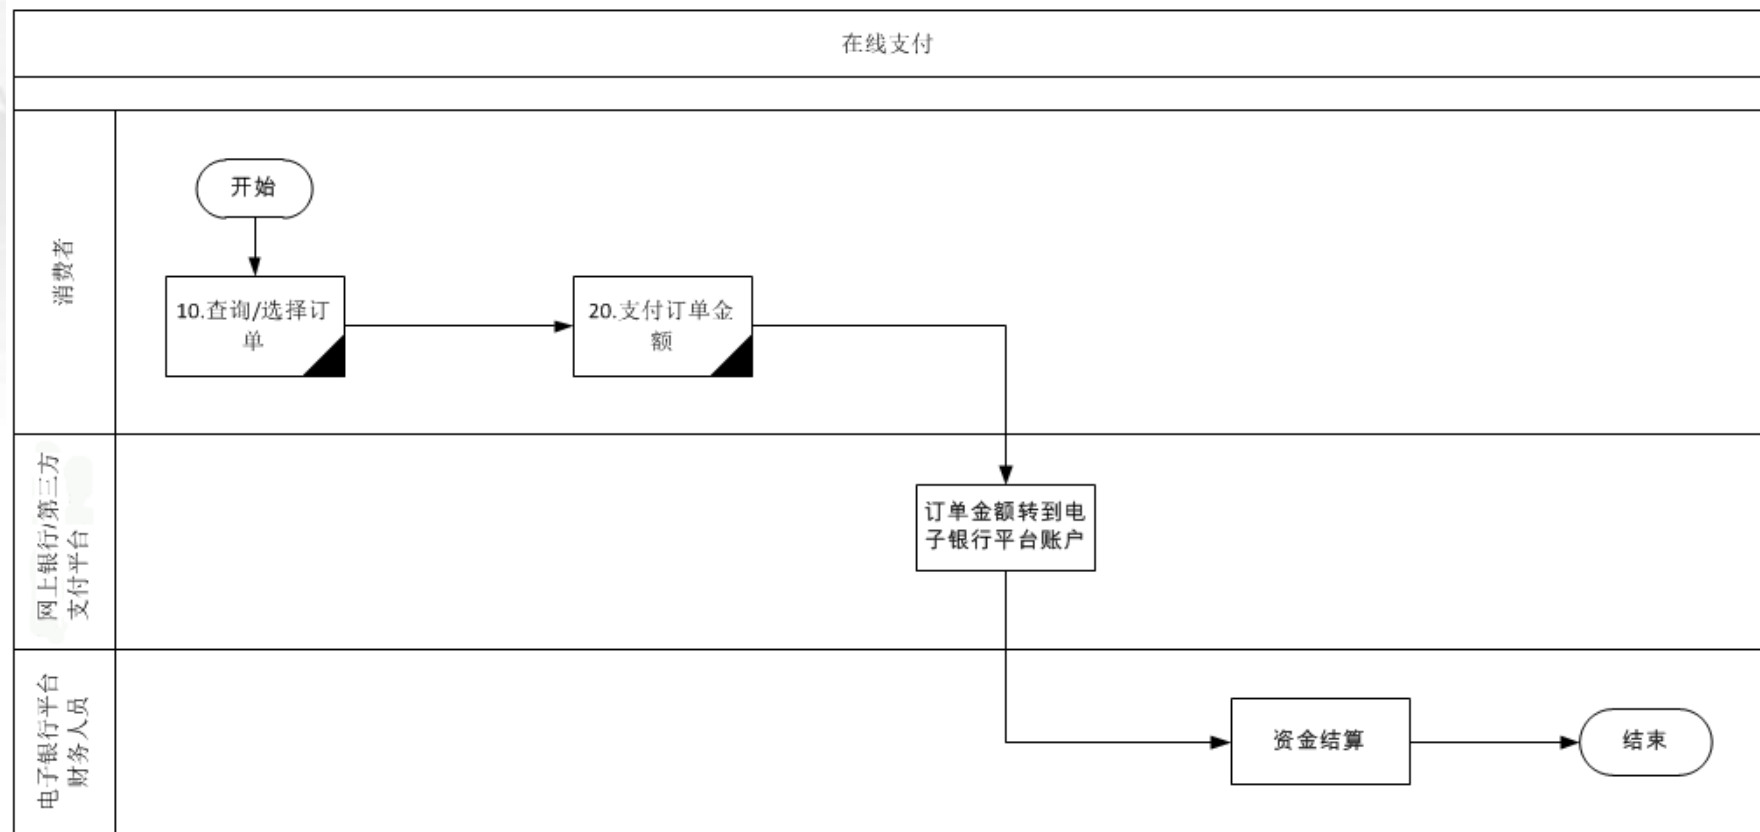 在线支付
消费者
开始
10.查询/选择订
单
20.支付订单金
额
网上银行/第三方
支付平台
订单金额转到电
子银行平台账户
电子银行平台
财务人员
资金结算
结束